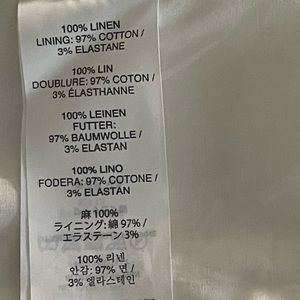 100% LINEN
LINING: 97% COTTON /
3% ELASTANE
100% LIN
DOUBLURE: 97% COTON /
3% ÉLASTHANNE
100% LEINEN
FUTTER:
97% BAUMWOLLE /
3% ELASTAN
100% LINO
FODERA: 97% COTONE /
3% ELASTAN
麻 100%
ライニング: 綿 97% /
エラステーン 3%
100% 리넨
안감: 97% 면 /
3% 엘라스테인